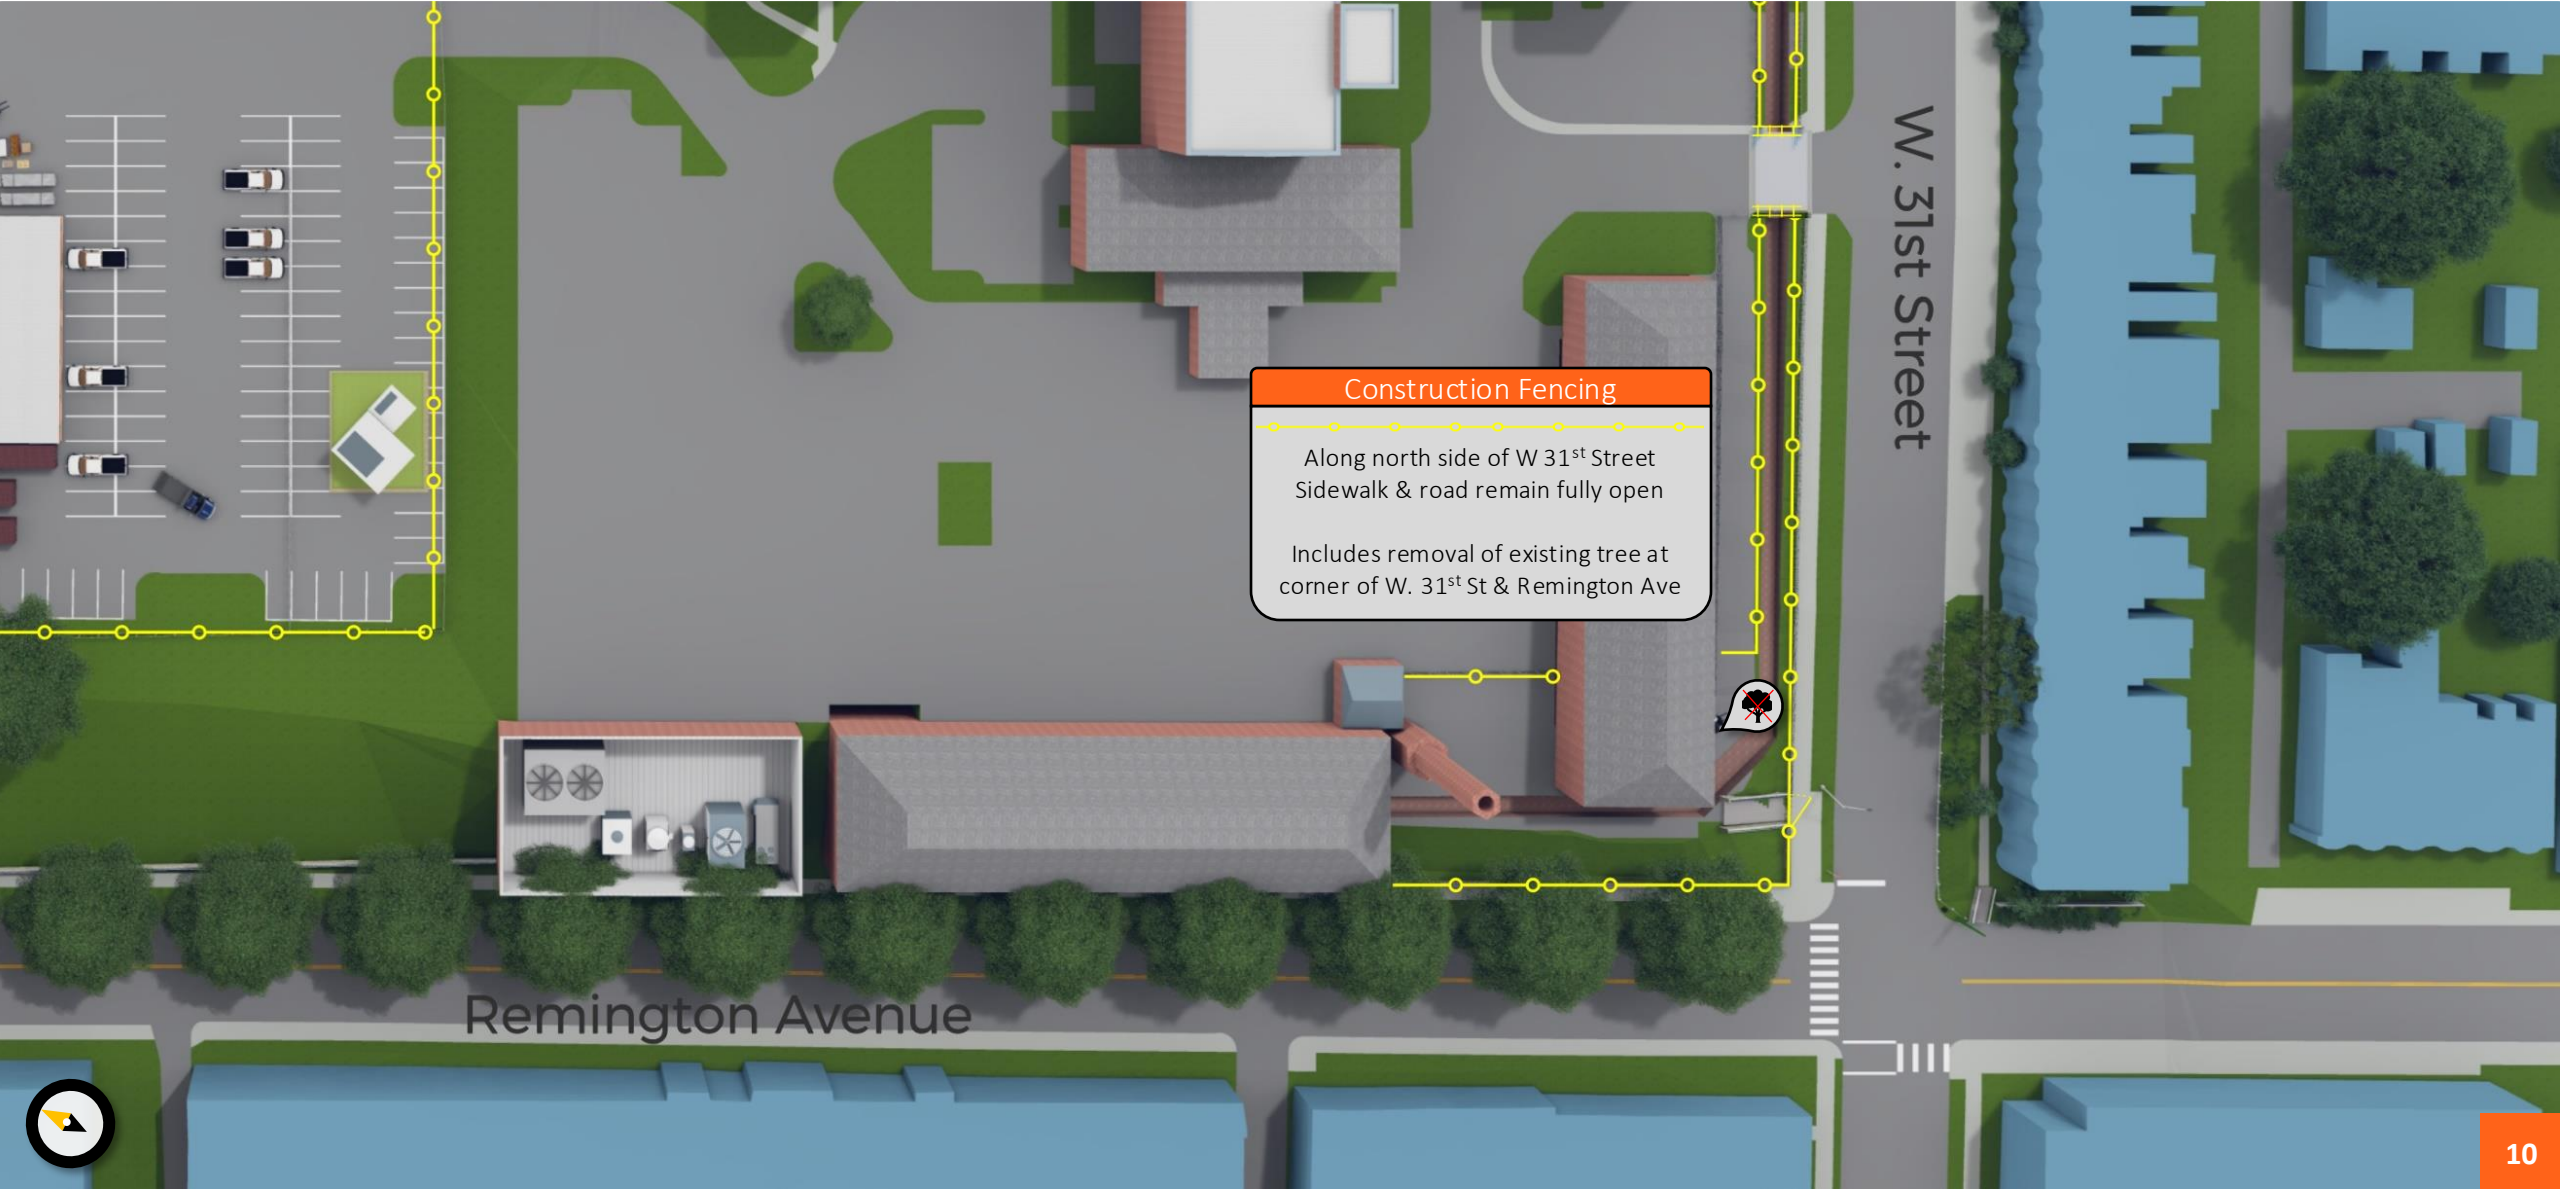 W. 31st Street
Construction Fencing
Along north side of W 31st Street
Sidewalk & road remain fully open
Includes removal of existing tree at
corner of W. 31st St & Remington Ave
Remington Avenue
10